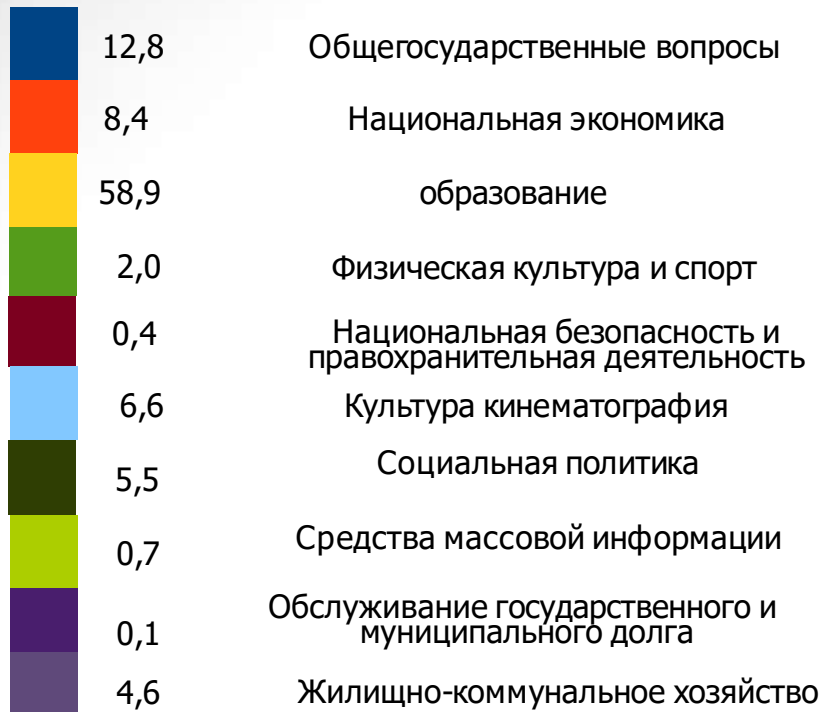 12,8 Общегосударственные вопросы
8,4 Национальная экономика
58,9 образование
2,0 Физическая культура и спорт
0,4 Национальная безопасность и
правохранительная деятельность
6,6 Культура кинематография
5,5 Социальная политика
0,7 Средства массовой информации
0,1 Обслуживание государственного и
муниципального долга
4,6 Жилищно-коммунальное хозяйство